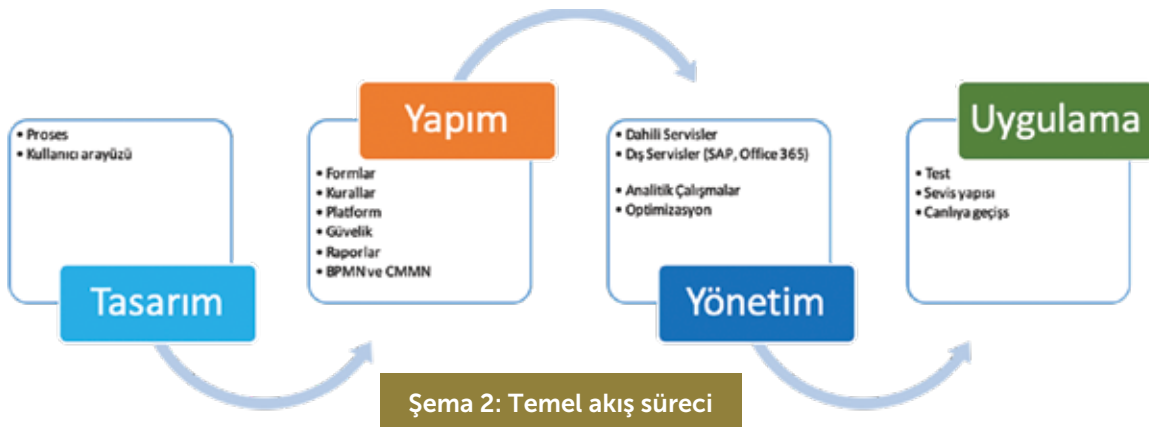 • Proses
• Kullanıcı arayüzü
Tasarım
Yapım
• Formlar
• Kurallar
• Platform
• Güvelik
• Raporlar
• BPMN ve CMMN
• Dahili Servisler
• Dış Servisler (SAP, Office 365)
• Analitik Çalışmalar
• Optimizasyon
Yönetim
Uygulama
• Test
• Sevis yapısı
• Canlıya geçişs
Şema 2: Temel akış süreci